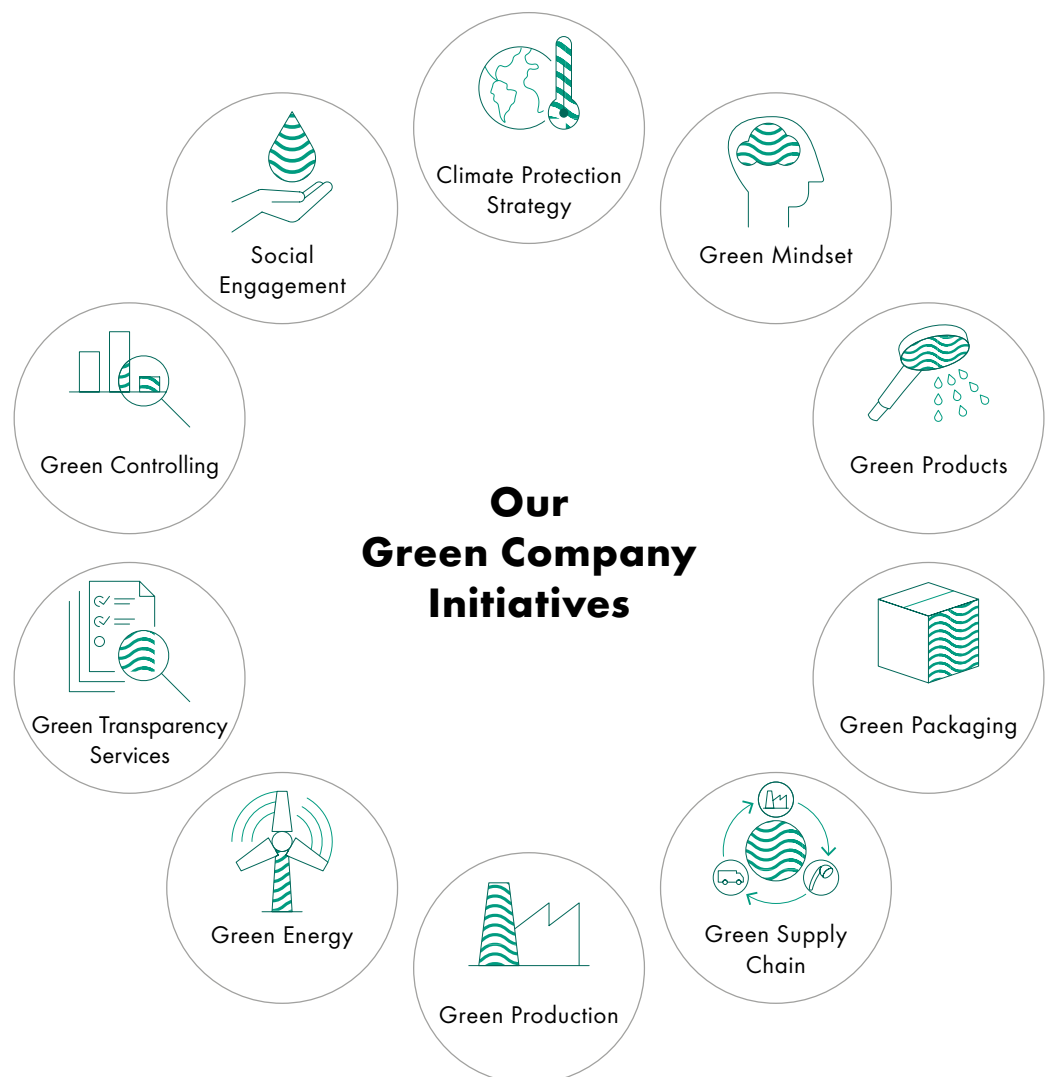 Climate Protection
Strategy
Green Mindset
Green Products
Green Packaging
Green Supply
Chain
Green Production
Green Energy
Green Transparency
Services
Green Controlling
Social
Engagement
Our
Green Company
Initiatives